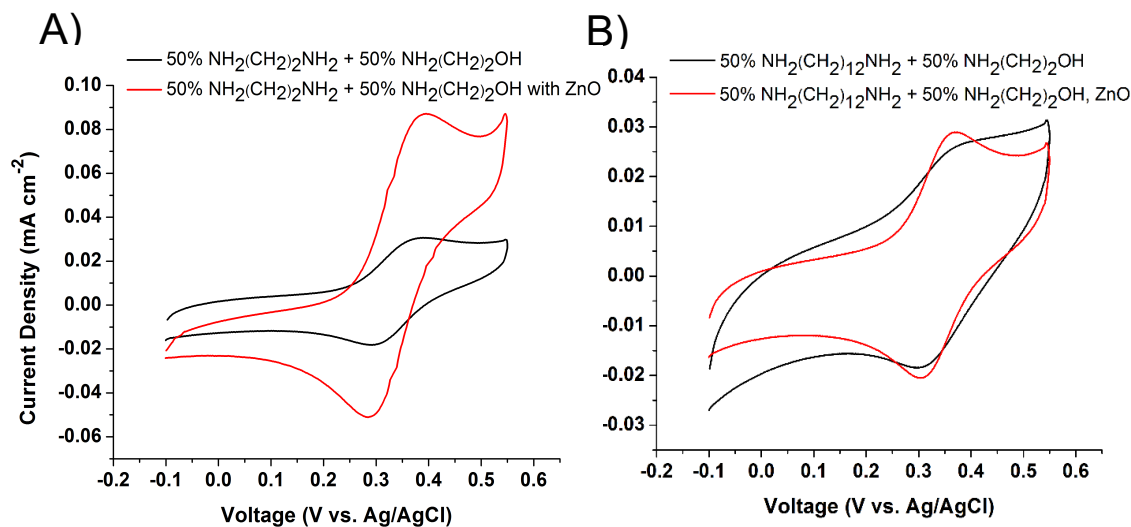 A)
50% NH2(CH2)2NH2 + 50% NH2(CH2)2OH
50% NH2(CH2)2NH2 + 50% NH2(CH2)2OH with ZnO
0.10
0.08
0.06
0.04
0.02
0.00
-0.02
-0.04
-0.06
Current Density (mA cm-2)
-0.2 -0.1 0.0 0.1 0.2 0.3 0.4 0.5 0.6
Voltage (V vs. Ag/AgCl)
B)
50% NH2(CH2)12NH2 + 50% NH2(CH2)2OH
50% NH2(CH2)12NH2 + 50% NH2(CH2)2OH, ZnO
0.04
0.03
0.02
0.01
0.00
-0.01
-0.02
-0.03
-0.2 -0.1 0.0 0.1 0.2 0.3 0.4 0.5 0.6
Voltage (V vs. Ag/AgCl)